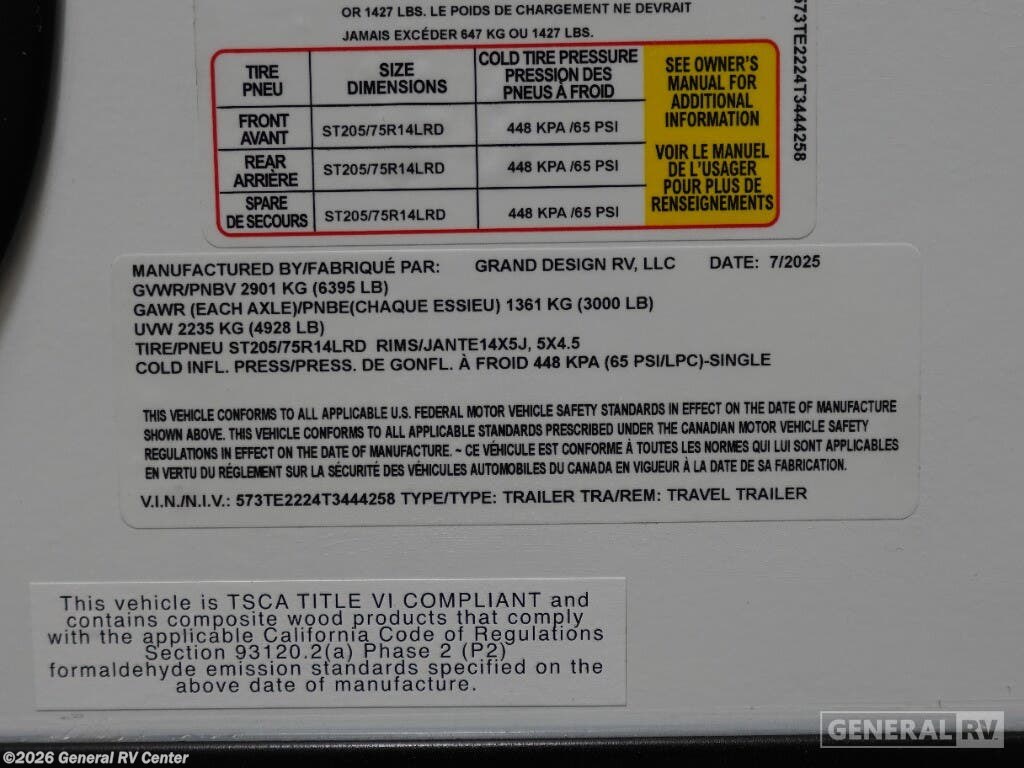 OR 1427 LBS. LE POIDS DE CHARGEMENT NE DEVRAIT
JAMAIS EXCÉDER 647 KG OU 1427 LBS.
TIRE
PNEU
SIZE
DIMENSIONS
COLD TIRE PRESSURE
PRESSION DES
PNEUS À FROID
FRONT
AVANT
ST205/75R14LRD
448 KPA /65 PSI
REAR
ARRIÈRE
ST205/75R14LRD
448 KPA /65 PSI
SPARE
DE SECOURS
ST205/75R14LRD
448 KPA /65 PSI
SEE OWNER'S
MANUAL FOR
ADDITIONAL
INFORMATION
VOIR LE MANUEL
DE L'USAGER
POUR PLUS DE
RENSEIGNEMENTS
573TE2224T3444258
MANUFACTURED BY/FABRIQUÉ PAR: GRAND DESIGN RV, LLC DATE: 7/2025
GVWR/PNBV 2901 KG (6395 LB)
GAWR (EACH AXLE)/PNBE(CHAQUE ESSIEU) 1361 KG (3000 LB)
UVW 2235 KG (4928 LB)
TIRE/PNEU ST205/75R14LRD RIMS/JANTE14X5J, 5X4.5
COLD INFL. PRESS/PRESS. DE GONFL. À FROID 448 KPA (65 PSI/LPC)-SINGLE
THIS VEHICLE CONFORMS TO ALL APPLICABLE U.S. FEDERAL MOTOR VEHICLE SAFETY STANDARDS IN EFFECT ON THE DATE OF MANUFACTURE
SHOWN ABOVE. THIS VEHICLE CONFORMS TO ALL APPLICABLE STANDARDS PRESCRIBED UNDER THE CANADIAN MOTOR VEHICLE SAFETY
REGULATIONS IN EFFECT ON THE DATE OF MANUFACTURE. ~ CE VÉHICULE EST CONFORME À TOUTES LES NORMES QUI LUI SONT APPLICABLES
EN VERTU DU RÉGLEMENT SUR LA SÉCURITÉ DES VÉHICULES AUTOMOBILES DU CANADA EN VIGUEUR À LA DATE DE SA FABRICATION.
V.I.N./N.I.V.: 573TE2224T3444258 TYPE/TYPE: TRAILER TRA/REM: TRAVEL TRAILER
This vehicle is TSCA TITLE VI COMPLIANT and
contains composite wood products that comply
with the applicable California Code of Regulations
Section 93120.2(a) Phase 2 (P2)
formaldehyde emission standards specified on the
above date of manufacture.
GENERAL RV
©2026 General RV Center